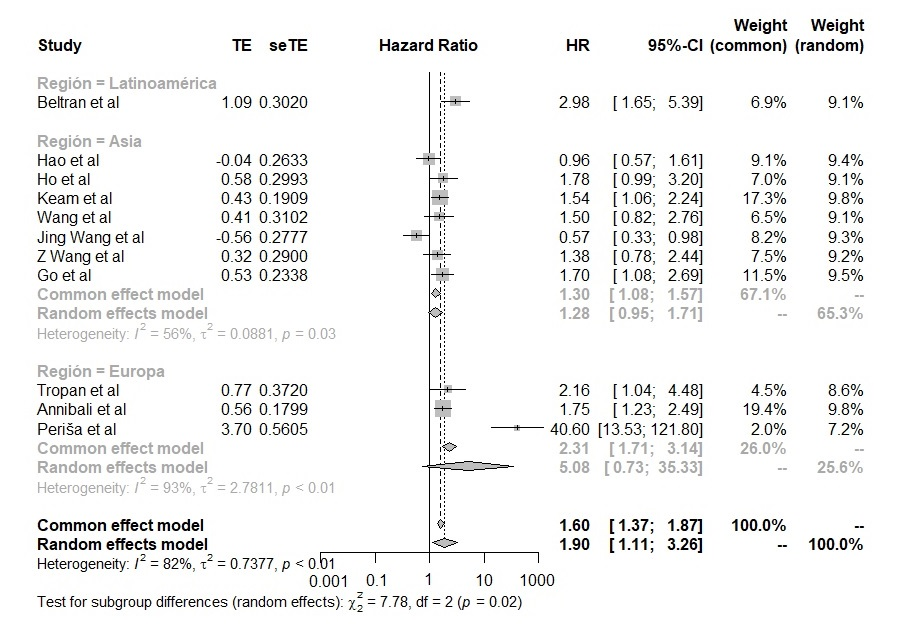 Weight Weight
Study TE seTE Hazard Ratio HR 95%-CI (common) (random)
Región = Latinoamérica
Beltran et al 1.09 0.3020 2.98 [ 1.65; 5.39] 6.9% 9.1%
Región = Asia
Hao et al -0.04 0.2633 0.96 [ 0.57; 1.61] 9.1% 9.4%
Ho et al 0.58 0.2993 1.78 [ 0.99; 3.20] 7.0% 9.1%
Keam et al 0.43 0.1909 1.54 [ 1.06; 2.24] 17.3% 9.8%
Wang et al 0.41 0.3102 1.50 [ 0.82; 2.76] 6.5% 9.1%
Jing Wang et al -0.56 0.2777 0.57 [ 0.33; 0.98] 8.2% 9.3%
Z Wang et al 0.32 0.2900 1.38 [ 0.78; 2.44] 7.5% 9.2%
Go et al 0.53 0.2338 1.70 [ 1.08; 2.69] 11.5% 9.5%
Common effect model 1.30 [ 1.08; 1.57] 67.1% --
Random effects model 1.28 [ 0.95; 1.71] -- 65.3%
Heterogeneity: I² = 56%, τ² = 0.0881, p = 0.03
Región = Europa
Tropan et al 0.77 0.3720 2.16 [ 1.04; 4.48] 4.5% 8.6%
Annibali et al 0.56 0.1799 1.75 [ 1.23; 2.49] 19.4% 9.8%
Periša et al 3.70 0.5605 40.60 [13.53; 121.80] 2.0% 7.2%
Common effect model 2.31 [ 1.71; 3.14] 26.0% --
Random effects model 5.08 [ 0.73; 35.33] -- 25.6%
Heterogeneity: I² = 93%, τ² = 2.7811, p < 0.01
Common effect model 1.60 [ 1.37; 1.87] 100.0% --
Random effects model 1.90 [ 1.11; 3.26] -- 100.0%
Heterogeneity: I² = 82%, τ² = 0.7377, p < 0.01
0.001 0.1 1 10 1000
Test for subgroup differences (random effects): χ²₂ = 7.78, df = 2 (p = 0.02)